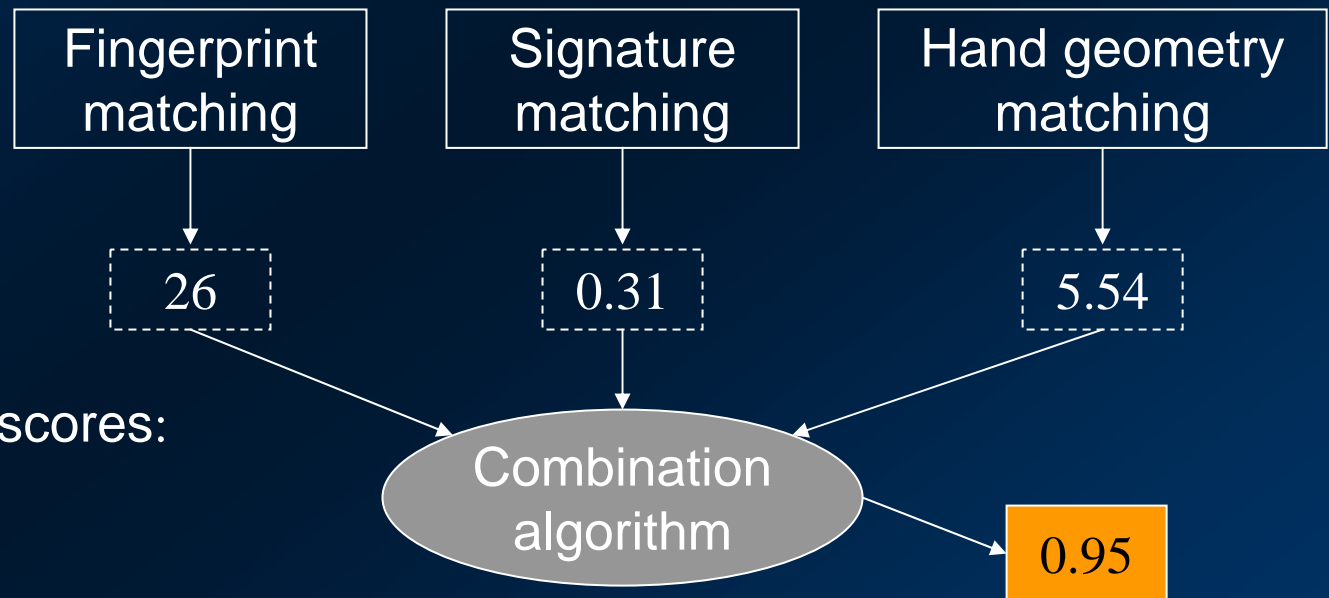 Fingerprint
matching
Signature
matching
Hand geometry
matching
26
0.31
5.54
scores:
Combination
algorithm
0.95